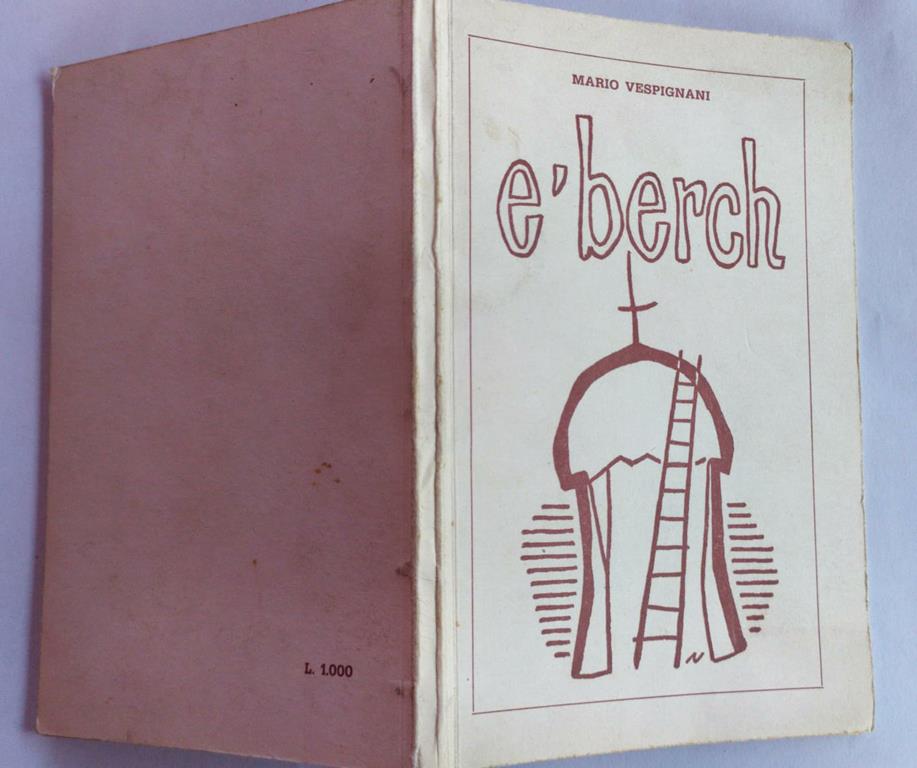 MARIO VESPIGNANI
e' berch
L. 1.000